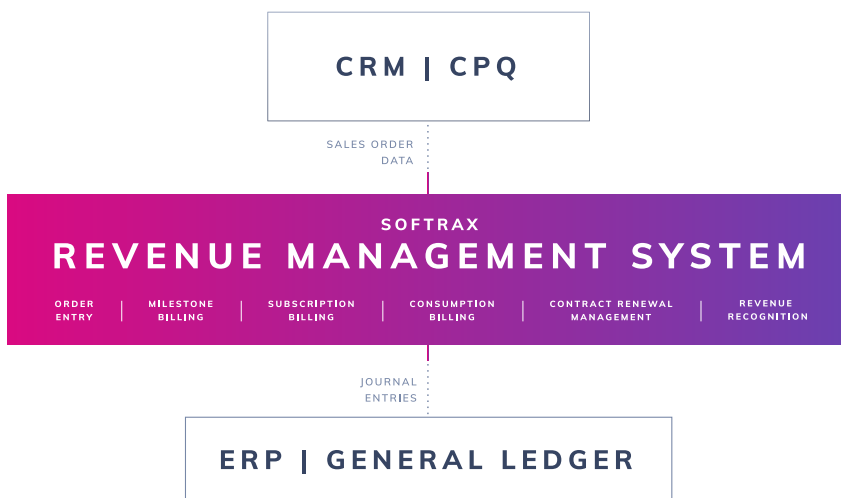 CRM | CPQ
SALES ORDER
DATA
SOFTRAX
REVENUE MANAGEMENT SYSTEM
ORDER
ENTRY
MILESTONE
BILLING
SUBSCRIPTION
BILLING
CONSUMPTION
BILLING
CONTRACT RENEWAL
MANAGEMENT
REVENUE
RECOGNITION
JOURNAL
ENTRIES
ERP | GENERAL LEDGER